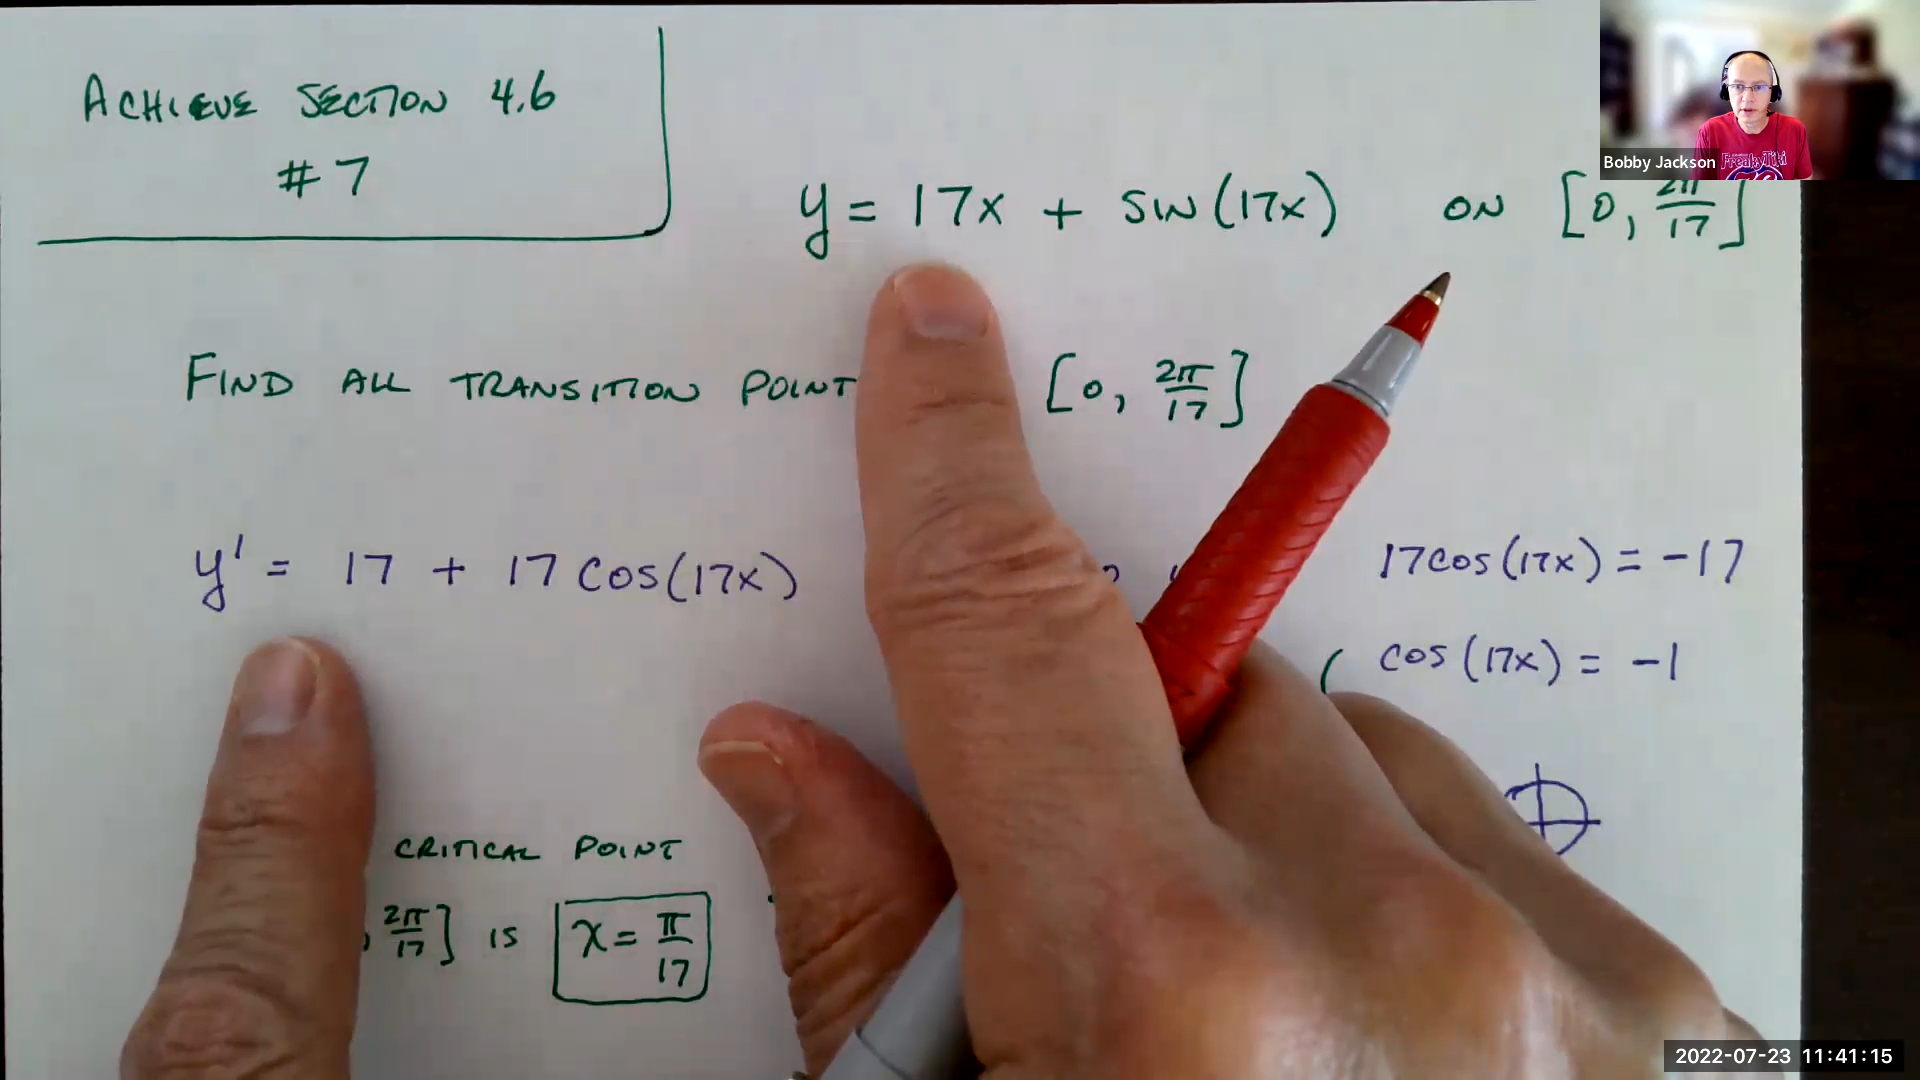 ACHIEVE SECTION 4.6
#7
Bobby Jackson
FreakyTiki
y = 17x + SIN(17x) ON [0, 2π/17]
FIND ALL TRANSITION POINT [0, 2π/17]
y' = 17 + 17 cos(17x)
17cos(17x) = -17
( cos(17x) = -1
CRITICAL POINT
, 2π/17] IS x = π/17
2022-07-23 11:41:15